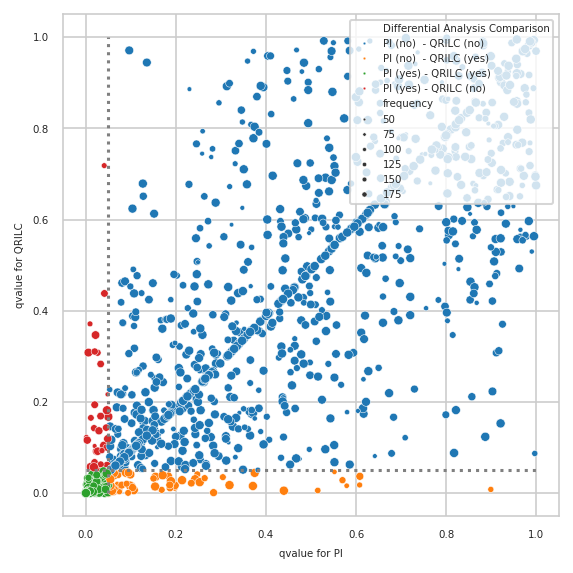 Differential Analysis Comparison
PI (no) - QRILC (no)
PI (no) - QRILC (yes)
PI (yes) - QRILC (yes)
PI (yes) - QRILC (no)
frequency
50
75
100
125
150
175
1.0
0.8
0.6
0.4
0.2
0.0
qvalue for QRILC
0.0 0.2 0.4 0.6 0.8 1.0
qvalue for PI